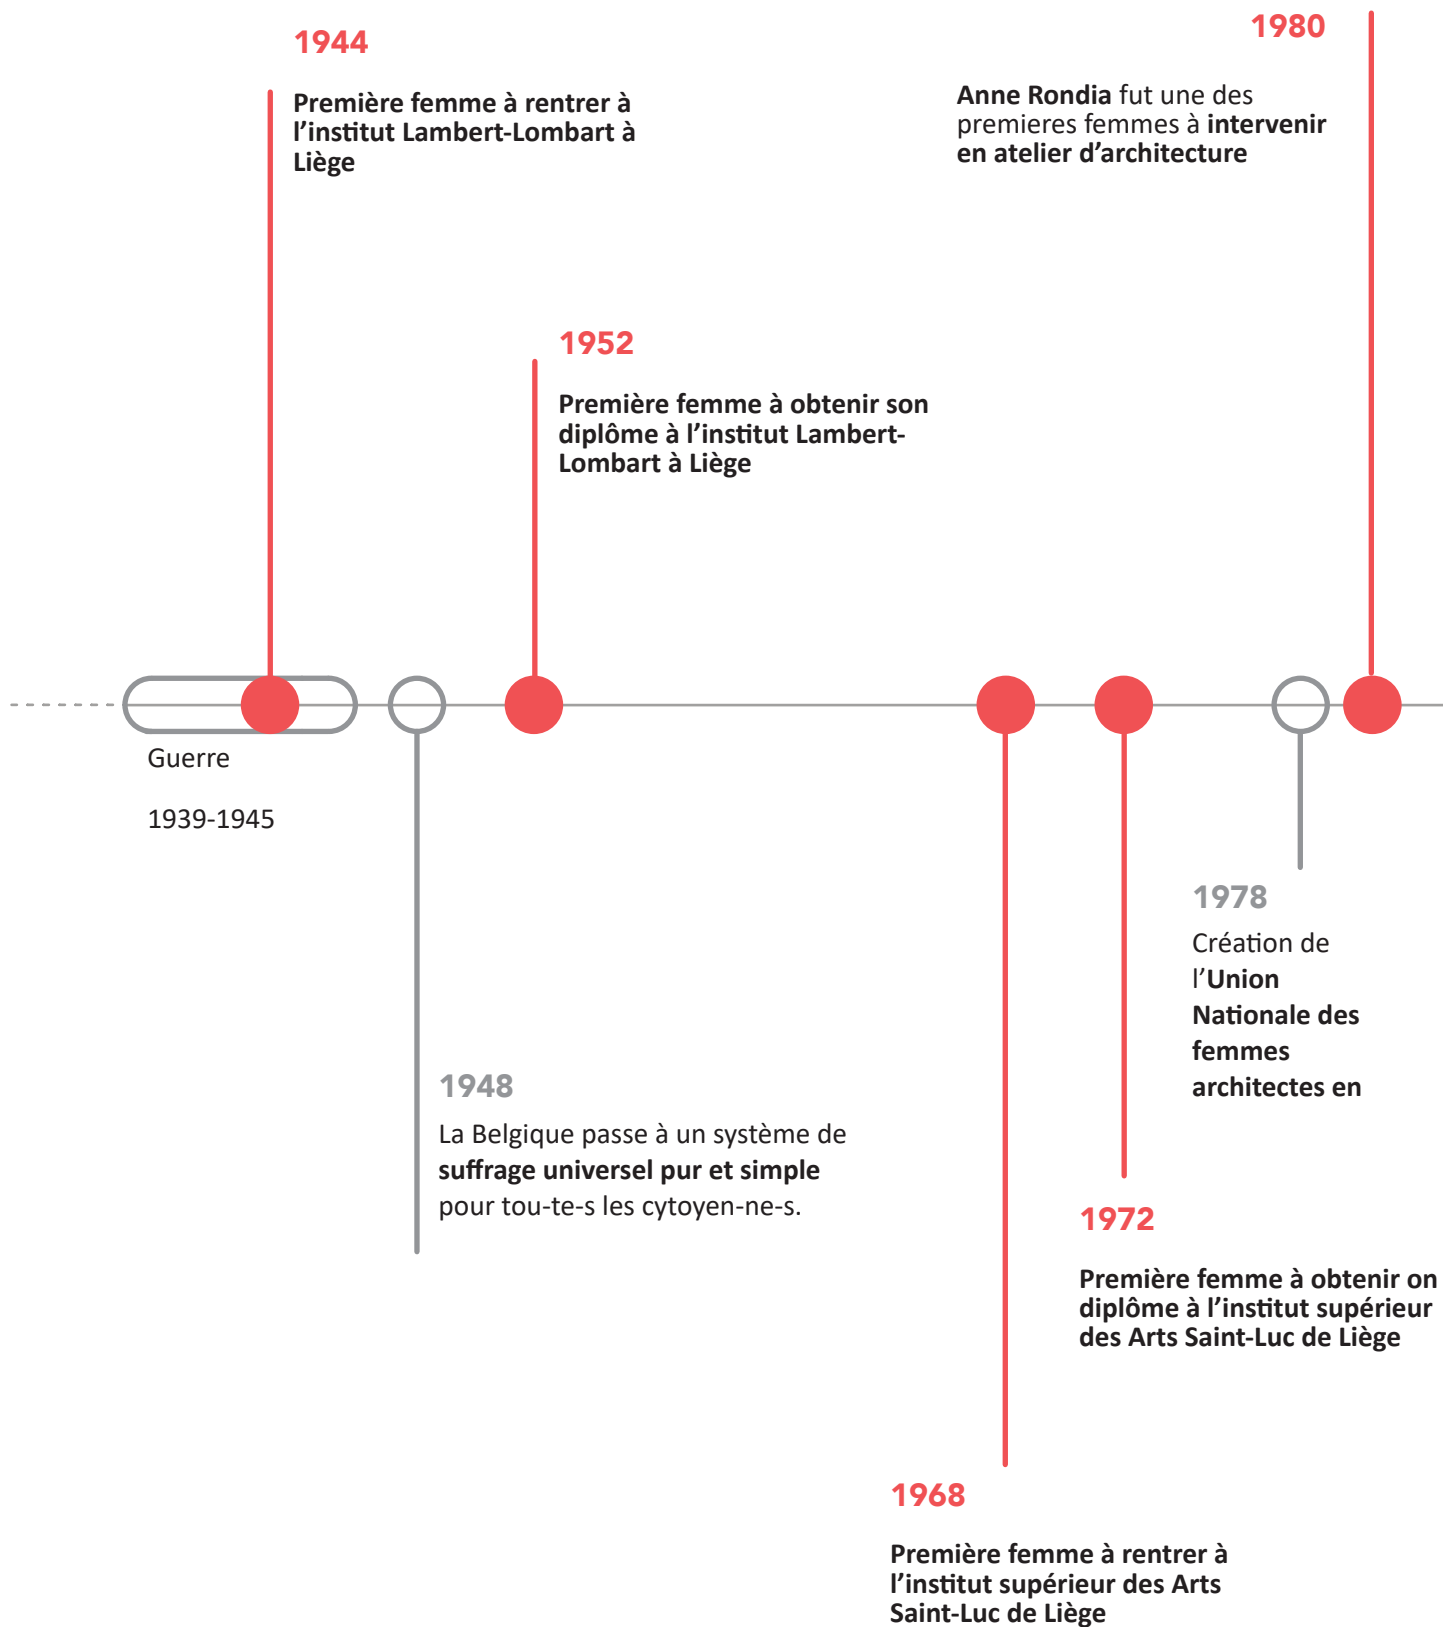 1944
Première femme à rentrer à
l’institut Lambert-Lombart à
Liège
1980
Anne Rondia fut une des
premieres femmes à intervenir
en atelier d’architecture
1952
Première femme à obtenir son
diplôme à l’institut Lambert-
Lombart à Liège
Guerre
1939-1945
1978
Création de
l’Union
Nationale des
femmes
architectes en
1948
La Belgique passe à un système de
suffrage universel pur et simple
pour tou-te-s les cytoyen-ne-s.
1972
Première femme à obtenir on
diplôme à l’institut supérieur
des Arts Saint-Luc de Liège
1968
Première femme à rentrer à
l’institut supérieur des Arts
Saint-Luc de Liège